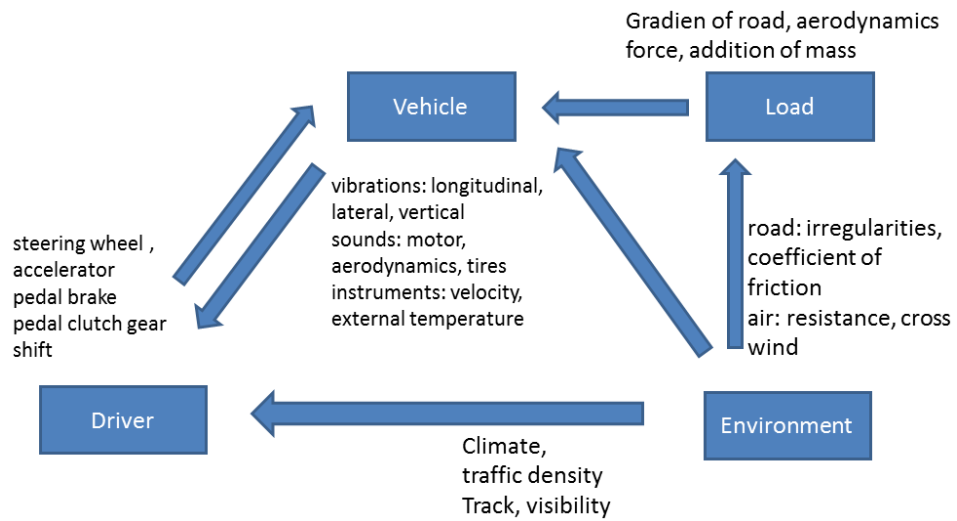 Gradien of road, aerodynamics
force, addition of mass
Vehicle
Load
vibrations: longitudinal,
lateral, vertical
sounds: motor,
aerodynamics, tires
instruments: velocity,
external temperature
steering wheel ,
accelerator
pedal brake
pedal clutch gear
shift
road: irregularities,
coefficient of
friction
air: resistance, cross
wind
Driver
Environment
Climate,
traffic density
Track, visibility